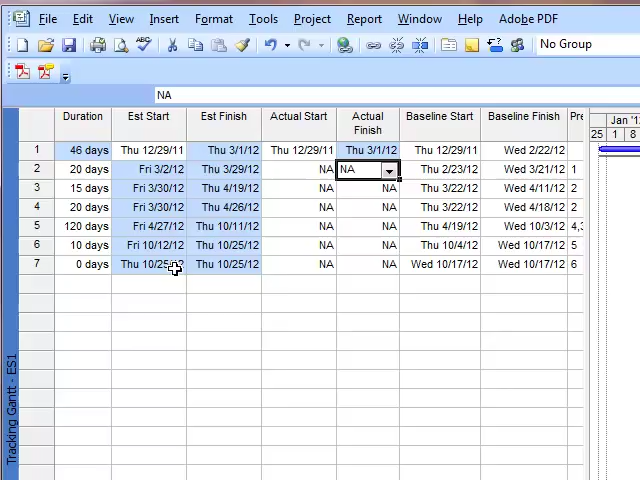 File Edit View Insert Format Tools Project Report Window Help Adobe PDF
ABC No Group
NA
Duration Est Start Est Finish Actual Start Actual Finish Baseline Start Baseline Finish Pre
Jan '1
25 1 8
1 46 days Thu 12/29/11 Thu 3/1/12 Thu 12/29/11 Thu 3/1/12 Thu 12/29/11 Wed 2/22/12
2 20 days Fri 3/2/12 Thu 3/29/12 NA NA Thu 2/23/12 Wed 3/21/12 1
3 15 days Fri 3/30/12 Thu 4/19/12 NA NA Thu 3/22/12 Wed 4/11/12 2
4 20 days Fri 3/30/12 Thu 4/26/12 NA NA Thu 3/22/12 Wed 4/18/12 2
5 120 days Fri 4/27/12 Thu 10/11/12 NA NA Thu 4/19/12 Wed 10/3/12 4,3
6 10 days Fri 10/12/12 Thu 10/25/12 NA NA Thu 10/4/12 Wed 10/17/12 5
7 0 days Thu 10/25/12 Thu 10/25/12 NA NA Wed 10/17/12 Wed 10/17/12 6
Tracking Gantt - ES1